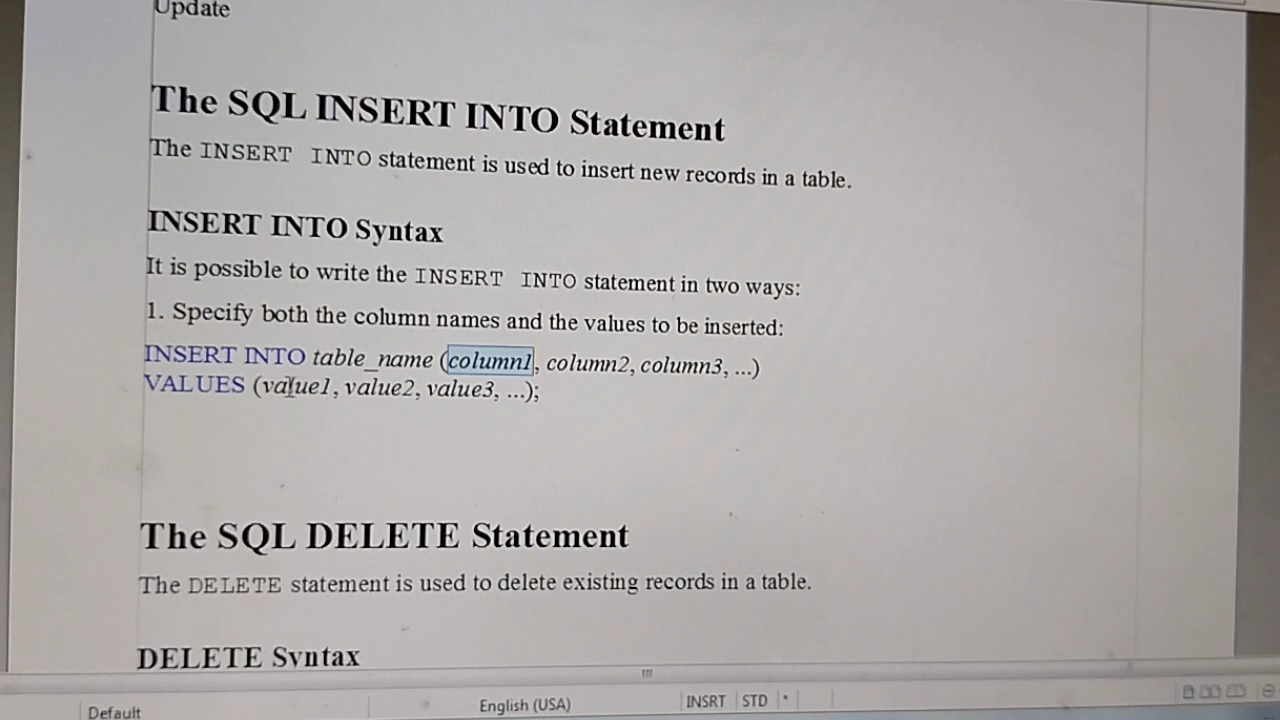 Update
The SQL INSERT INTO Statement
The INSERT INTO statement is used to insert new records in a table.
INSERT INTO Syntax
It is possible to write the INSERT INTO statement in two ways:
1. Specify both the column names and the values to be inserted:
INSERT INTO table_name (column1, column2, column3, ...)
VALUES (value1, value2, value3, ...);
The SQL DELETE Statement
The DELETE statement is used to delete existing records in a table.
DELETE Syntax
Default English (USA) INSRT STD *